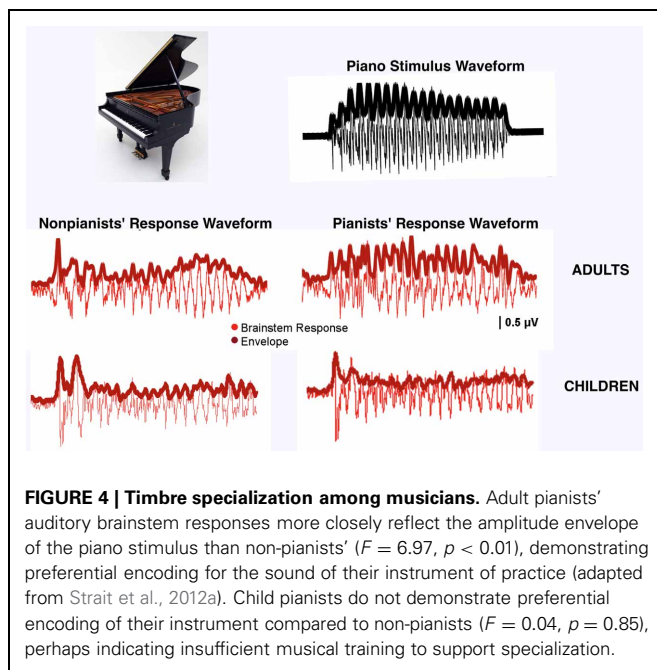 Piano Stimulus Waveform
Nonpianists' Response Waveform
Pianists' Response Waveform
ADULTS
0.5 µV
Brainstem Response
Envelope
CHILDREN
FIGURE 4 | Timbre specialization among musicians. Adult pianists'
auditory brainstem responses more closely reflect the amplitude envelope
of the piano stimulus than non-pianists' (F = 6.97, p < 0.01), demonstrating
preferential encoding for the sound of their instrument of practice (adapted
from Strait et al., 2012a). Child pianists do not demonstrate preferential
encoding of their instrument compared to non-pianists (F = 0.04, p = 0.85),
perhaps indicating insufficient musical training to support specialization.